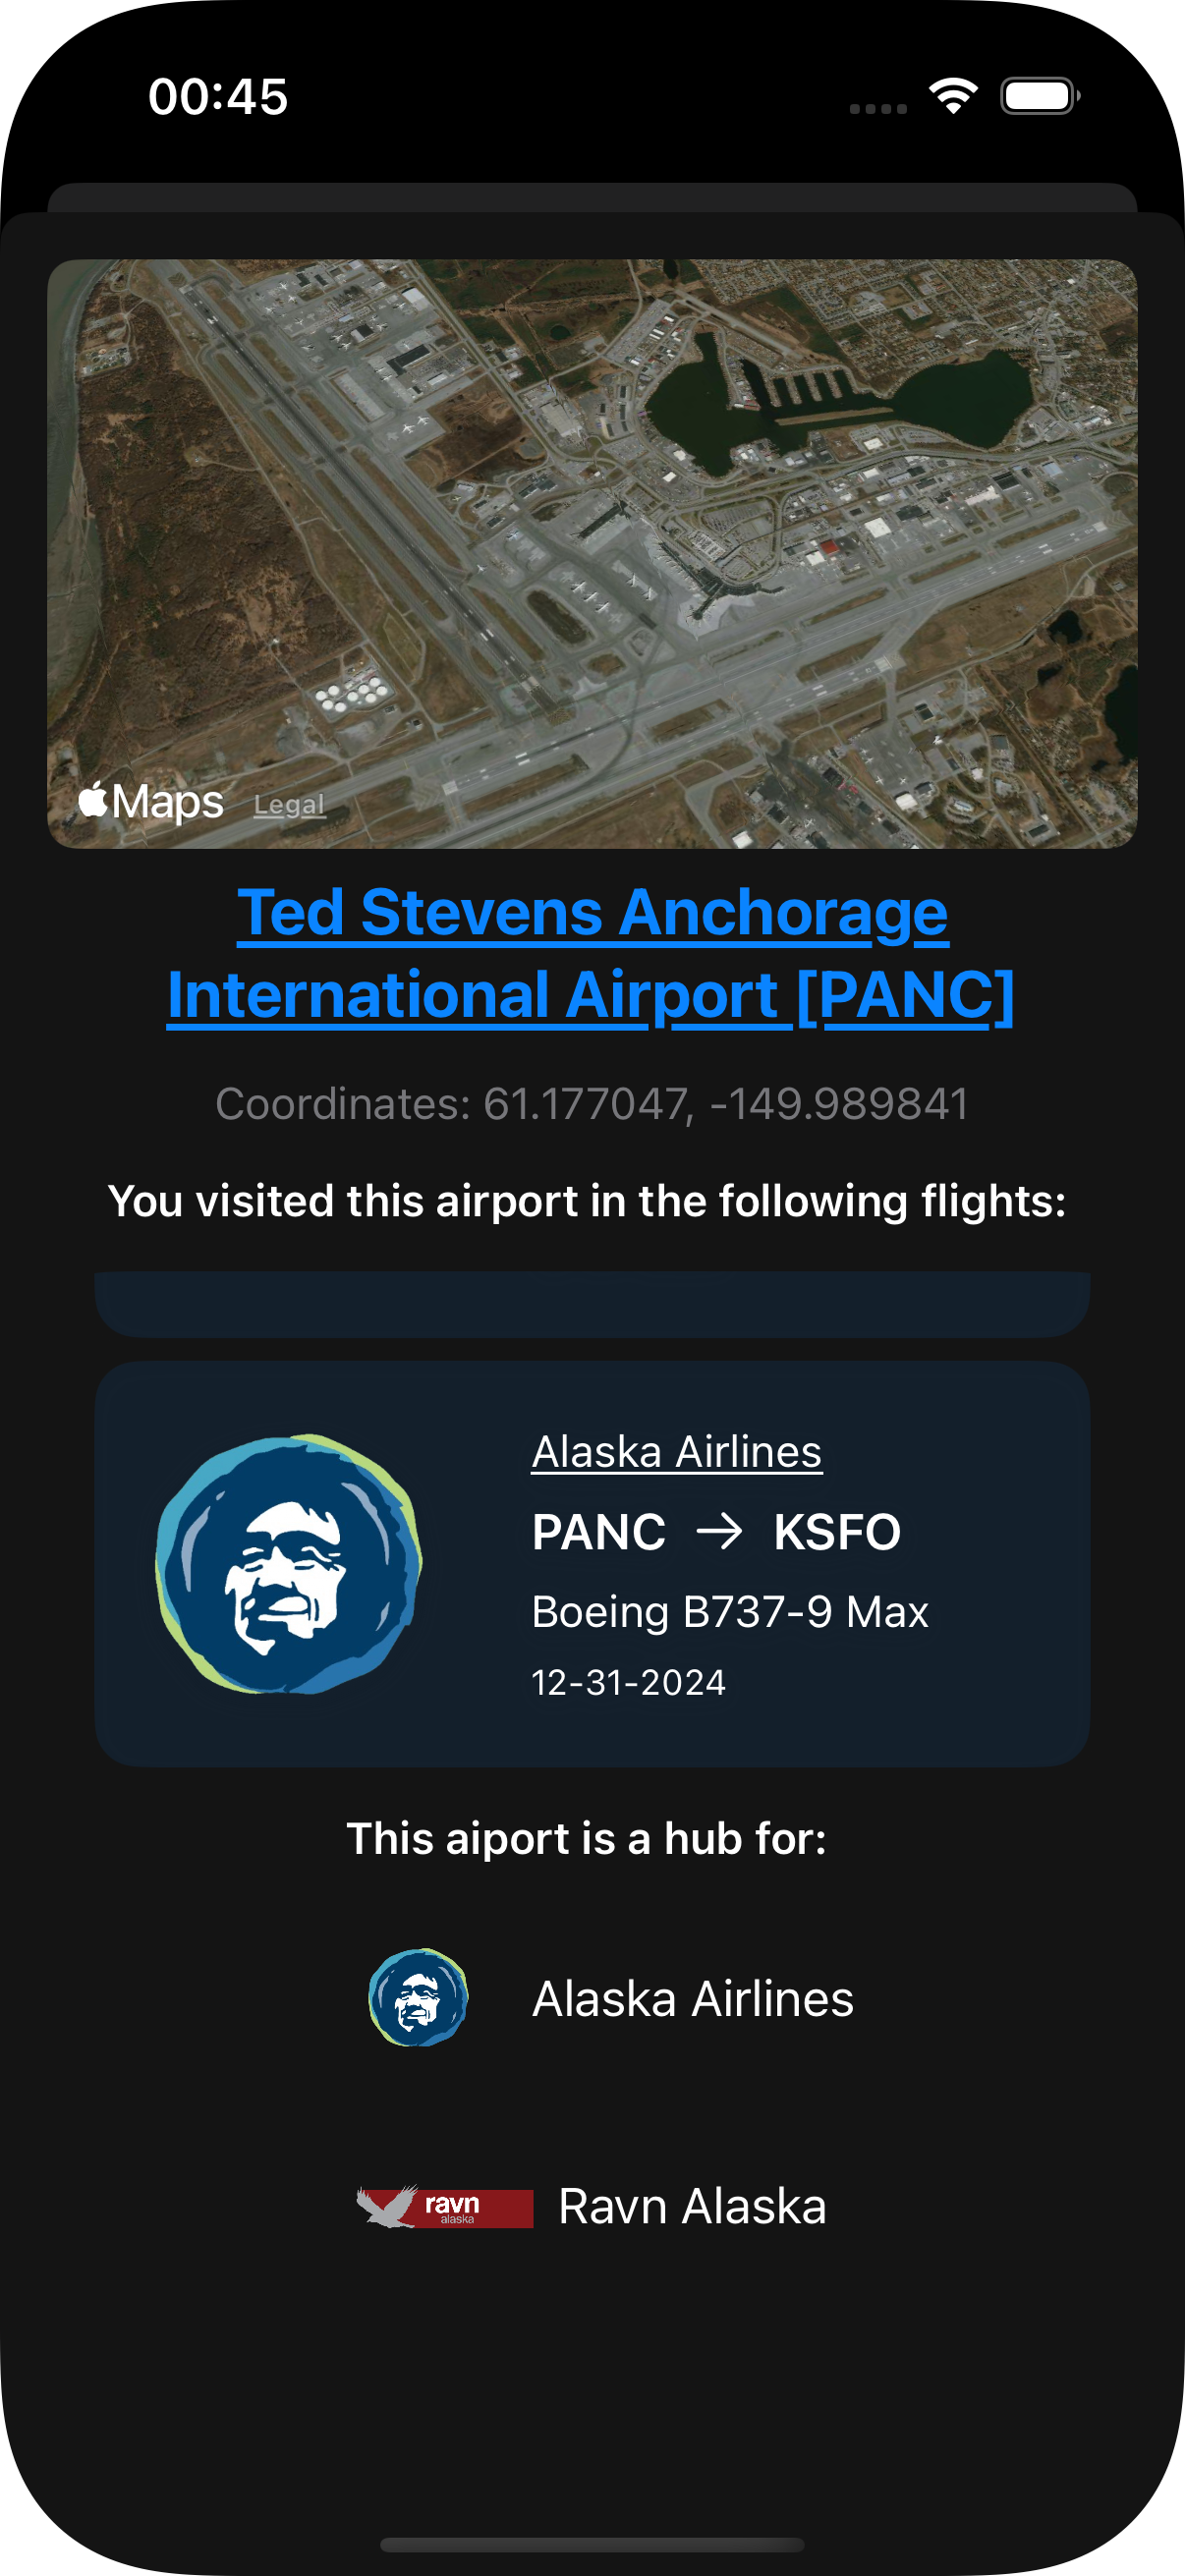 00:45
Maps Legal
Ted Stevens Anchorage
International Airport [PANC]
Coordinates: 61.177047, -149.989841
You visited this airport in the following flights:
Alaska Airlines
PANC → KSFO
Boeing B737-9 Max
12-31-2024
This aiport is a hub for:
Alaska Airlines
ravn
alaska
Ravn Alaska